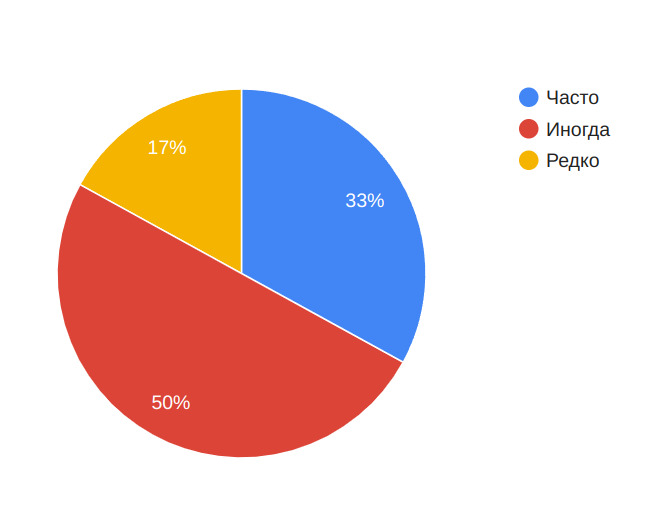 Часто
Иногда
Редко
17%
33%
50%